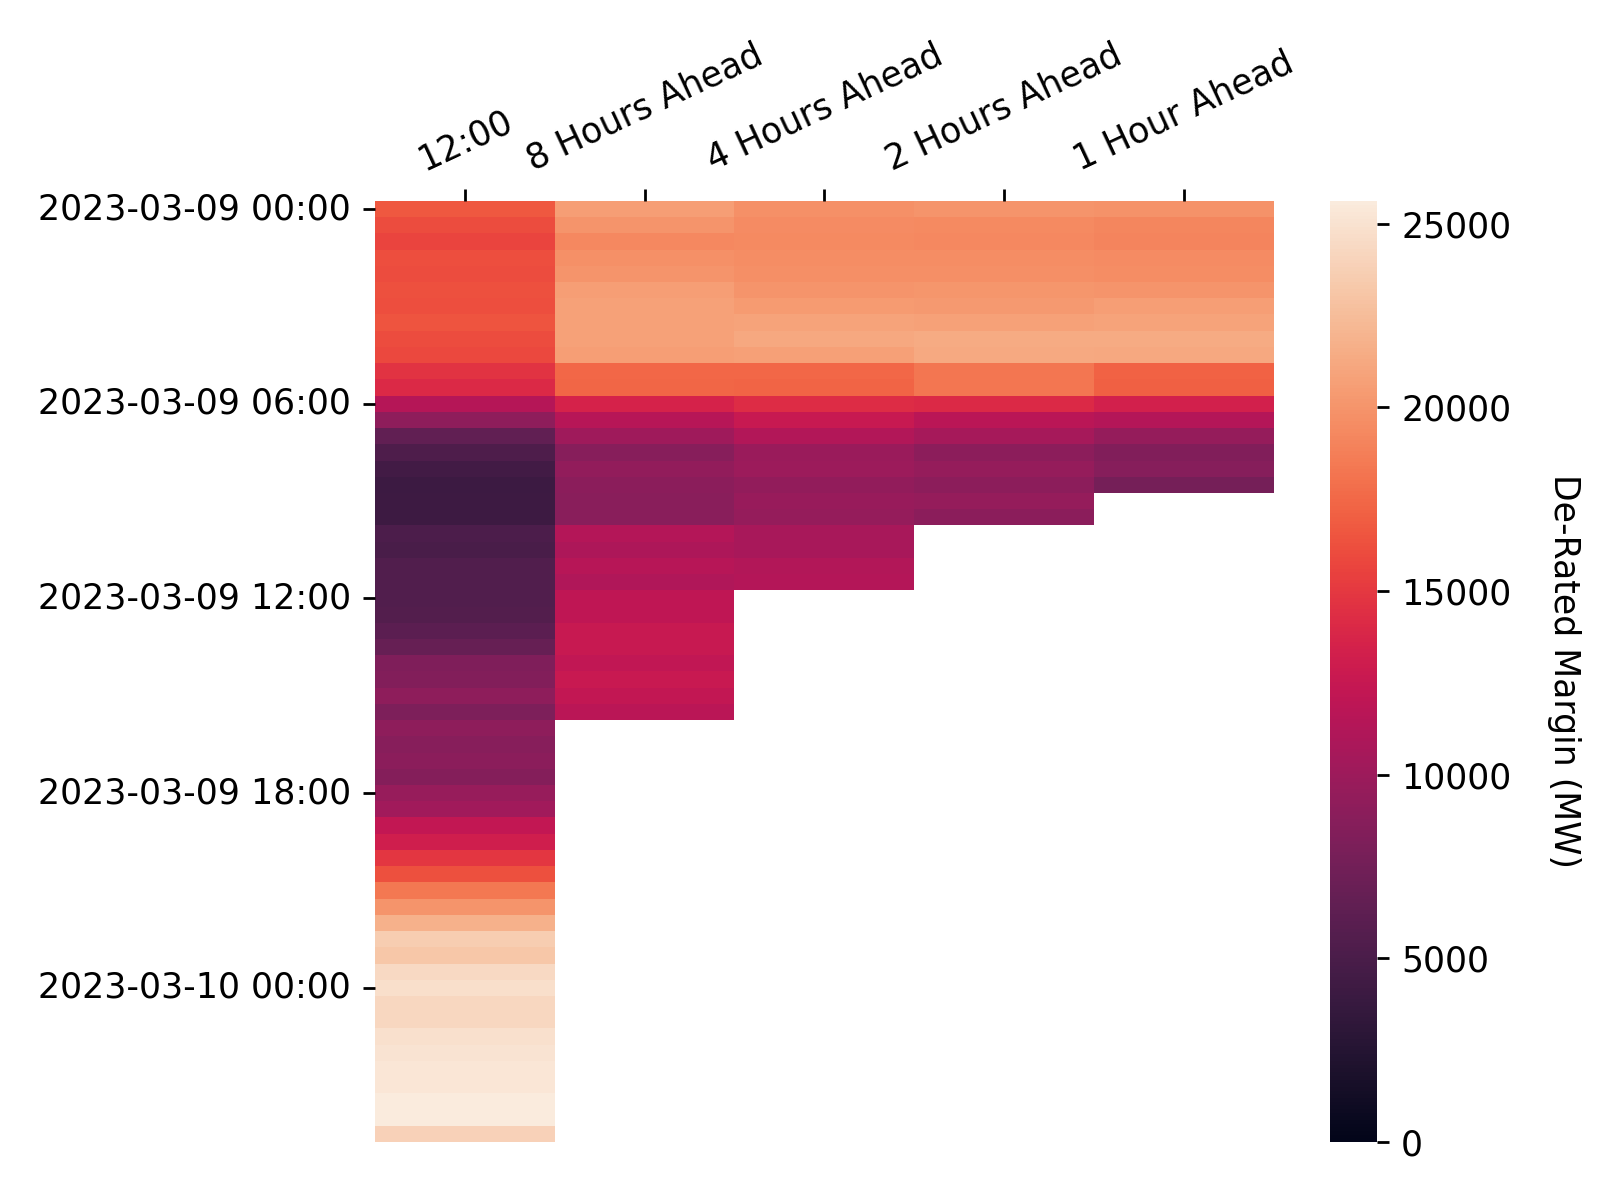 12:00
8 Hours Ahead
4 Hours Ahead
2 Hours Ahead
1 Hour Ahead
2023-03-09 00:00
2023-03-09 06:00
2023-03-09 12:00
2023-03-09 18:00
2023-03-10 00:00
25000
20000
15000
10000
5000
0
De-Rated Margin (MW)